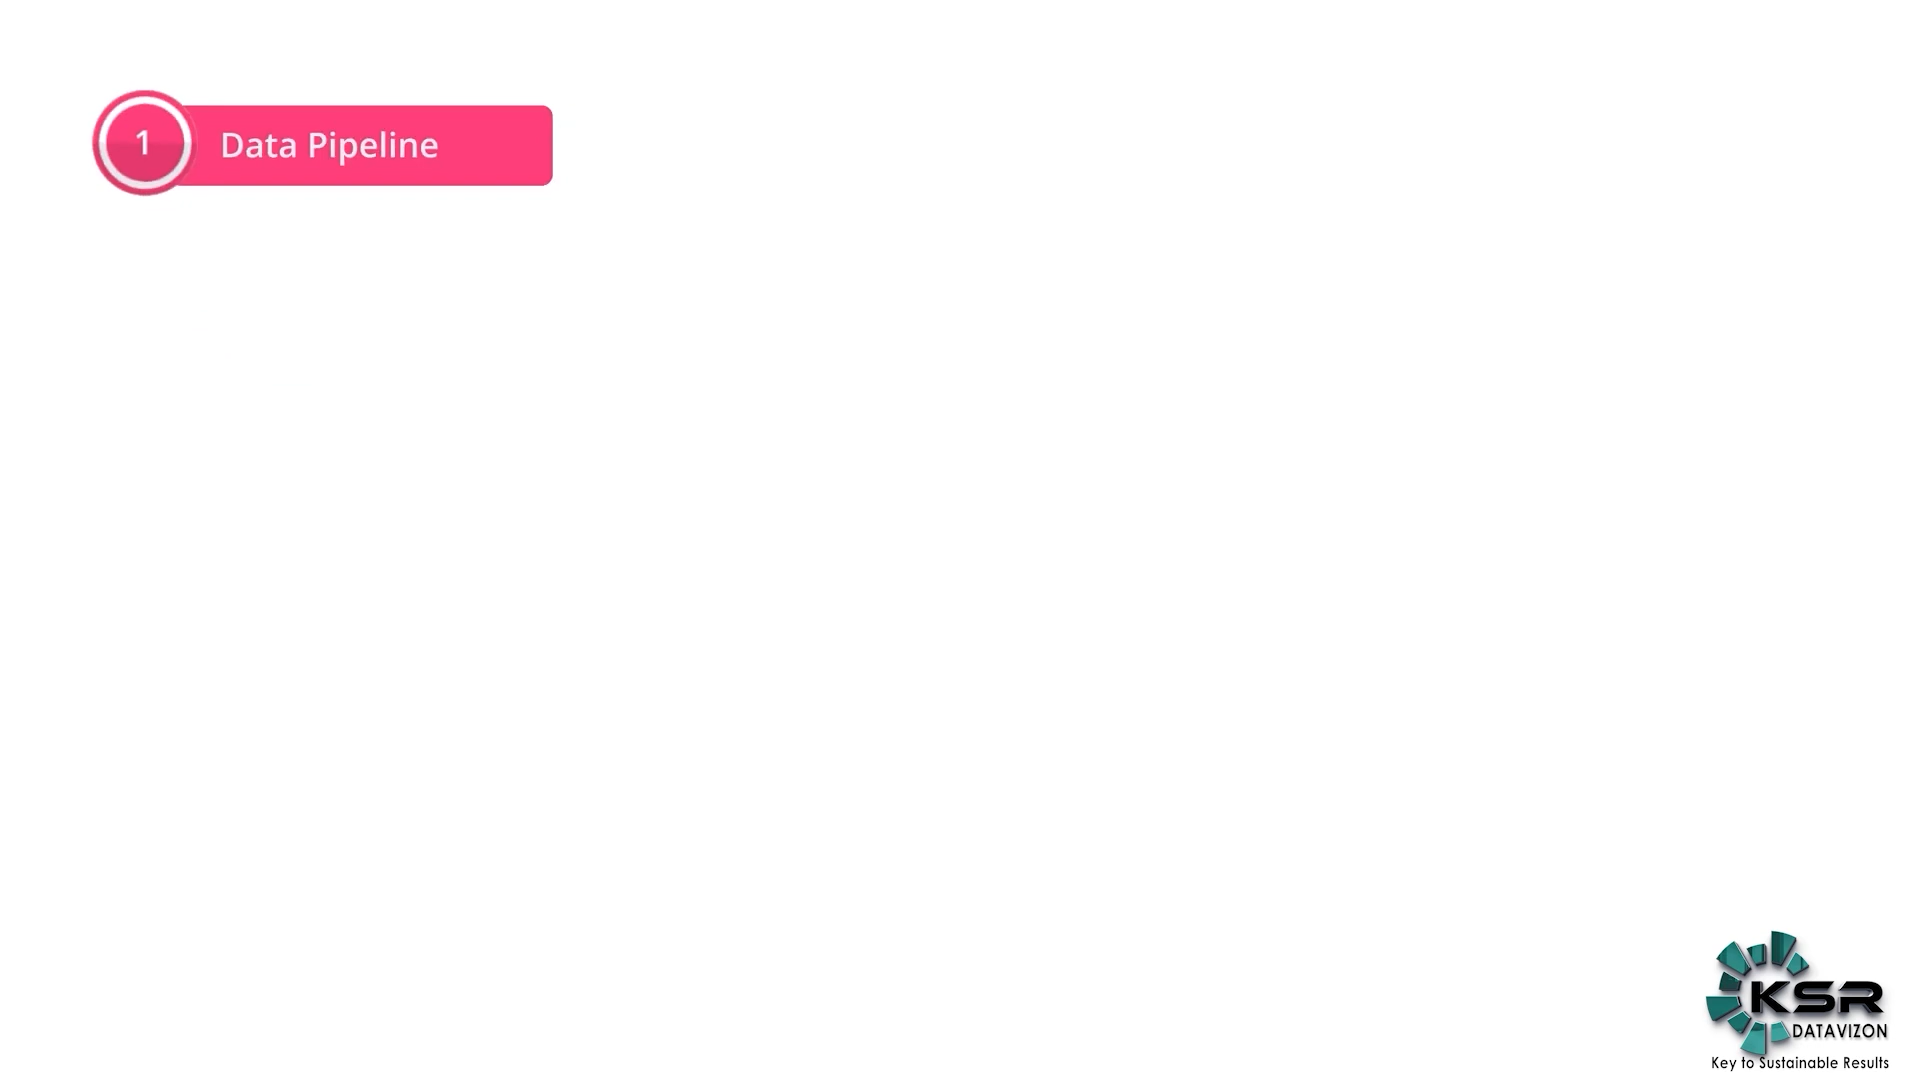 1
Data Pipeline
KSR
DATAVIZON
Key to Sustainable Results